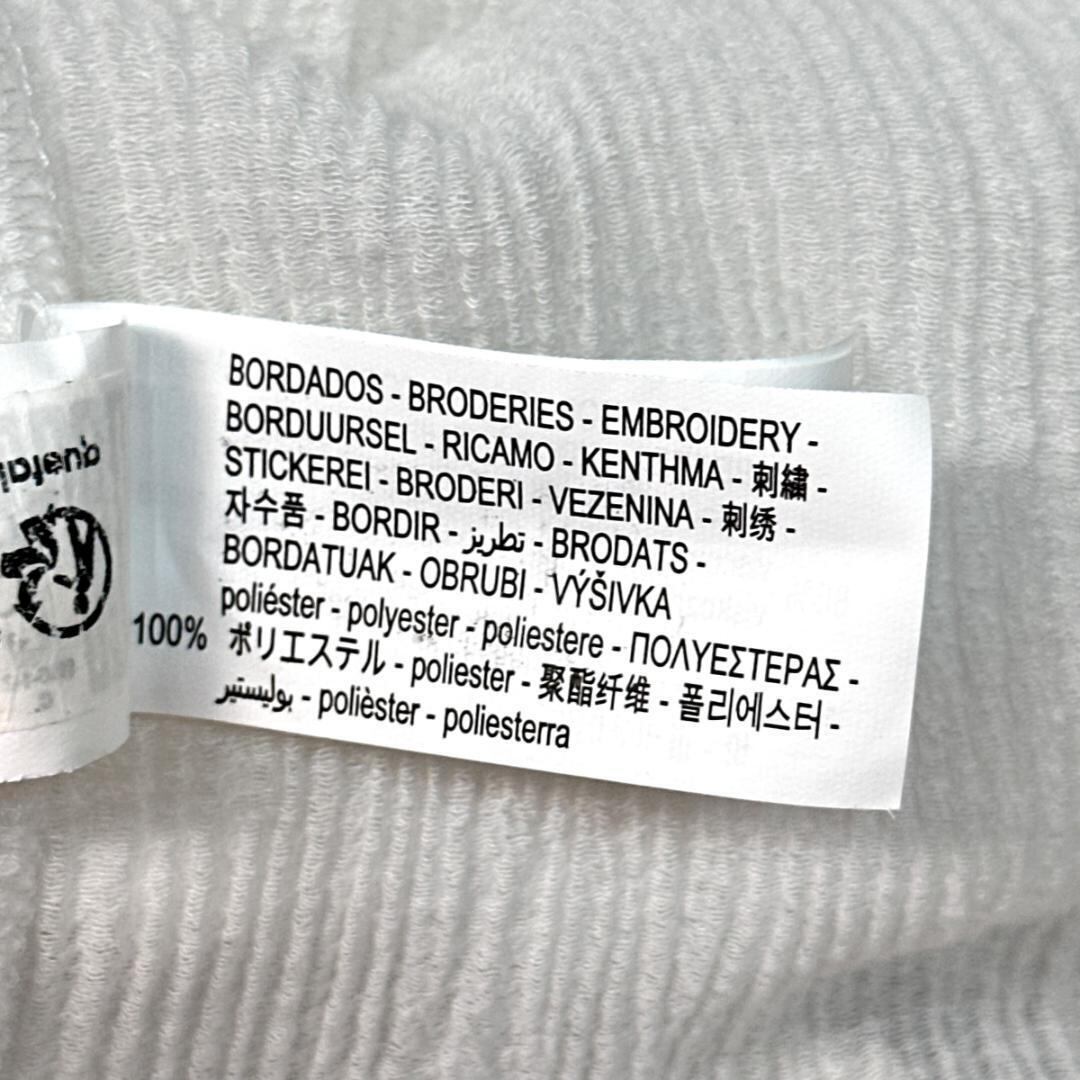 BORDADOS - BRODERIES - EMBROIDERY -
BORDUURSEL - RICAMO - KENTHMA - 刺繍 -
STICKEREI - BRODERI - VEZENINA - 刺绣 -
자수품 - BORDIR - تطريز - BRODATS -
BORDATUAK - OBRUBI - VÝŠIVKA
100% poliéster - polyester - poliestere - ΠΟΛΥΕΣΤΕΡΑΣ -
ポリエステル - poliester - 聚酯纤维 - 폴리에스터 -
بوليستير - polièster - poliesterra